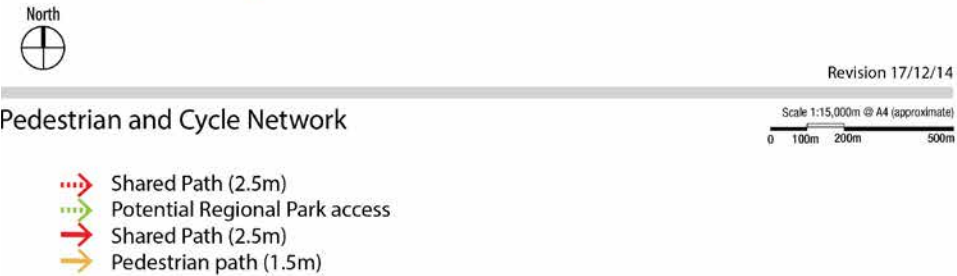 North
Revision 17/12/14
Pedestrian and Cycle Network
Scale 1:15,000m @ A4 (approximate)
0 100m 200m 500m
Shared Path (2.5m)
Potential Regional Park access
Shared Path (2.5m)
Pedestrian path (1.5m)